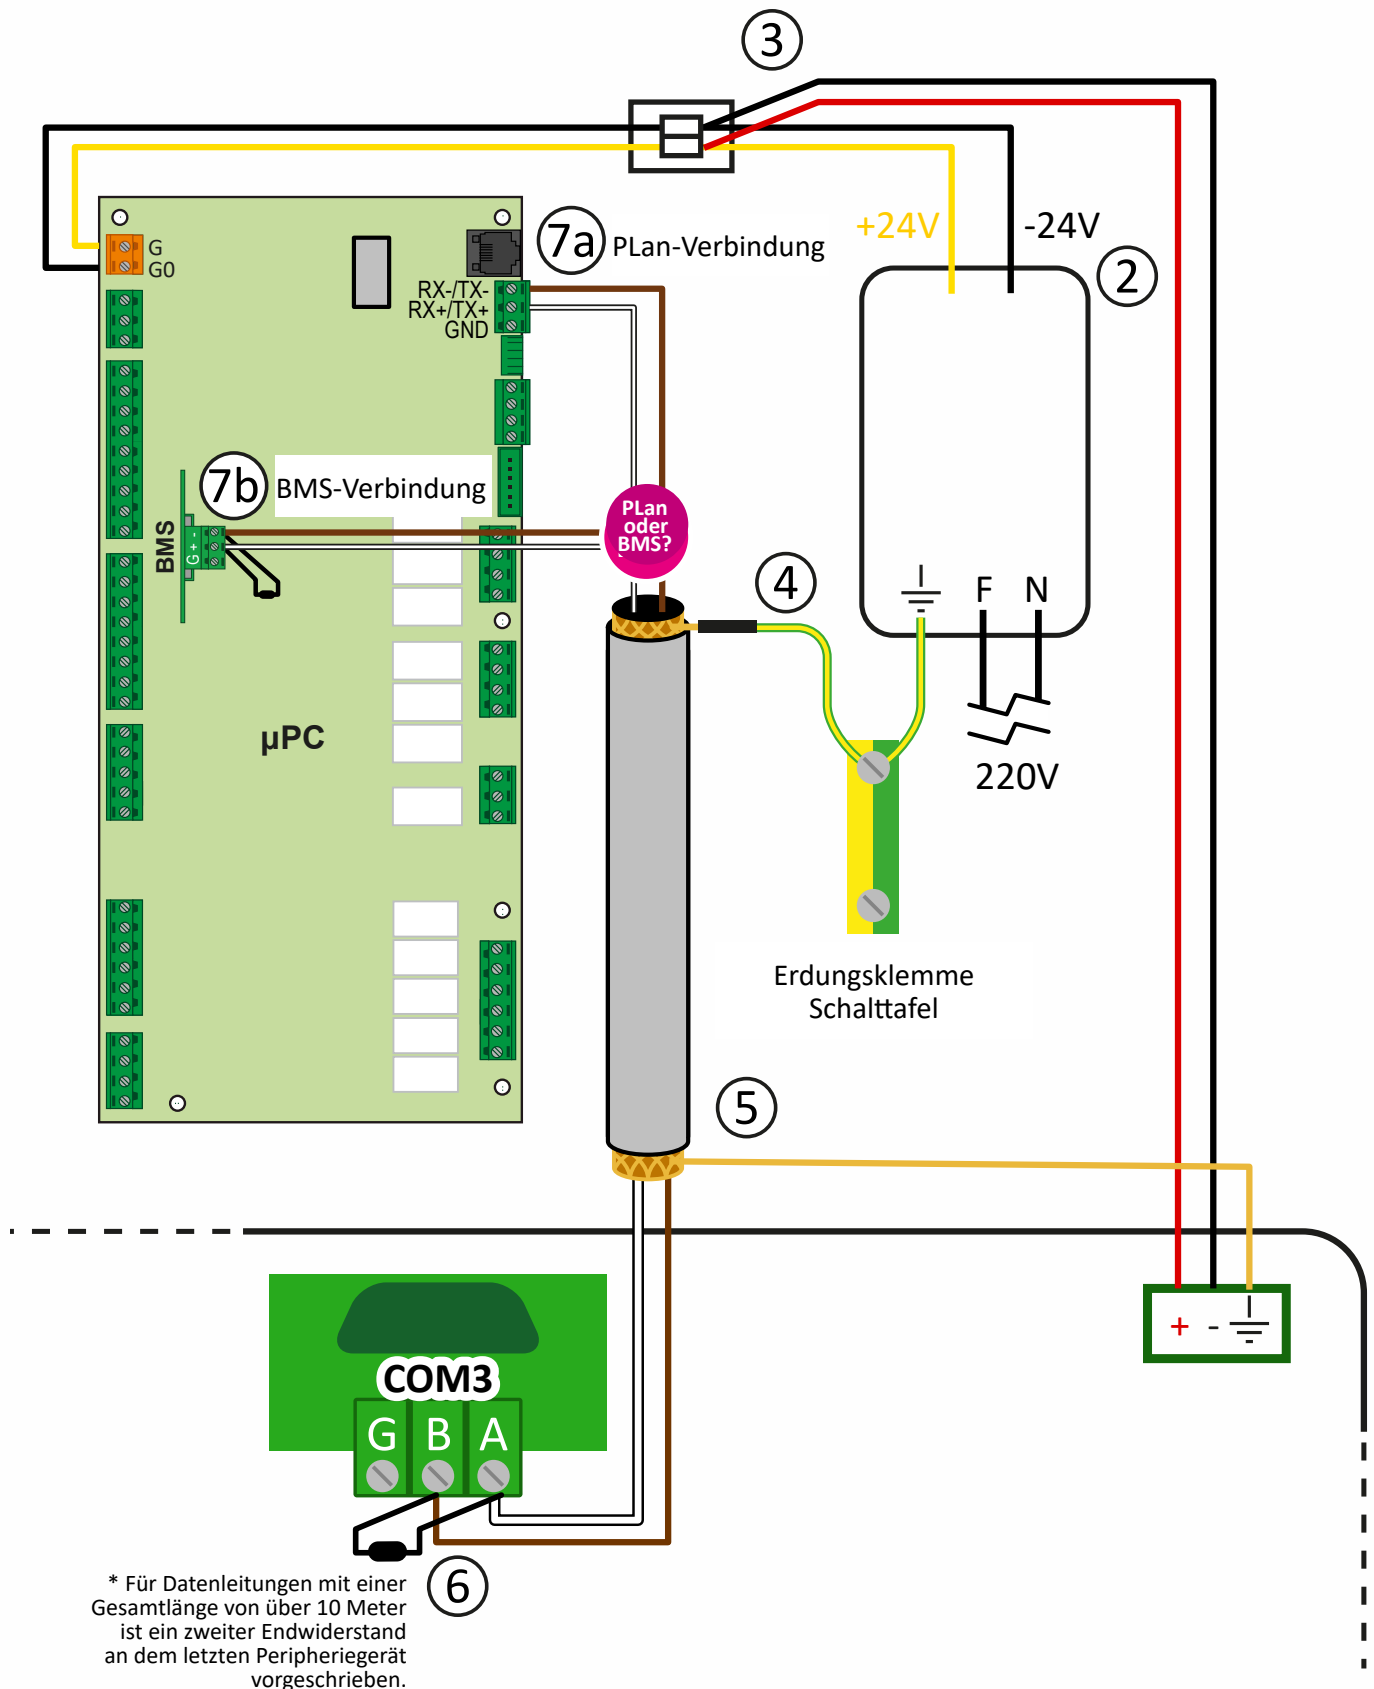 3
+24V
-24V
2
7a PLan-Verbindung
G
G0
RX-/TX-
RX+/TX+
GND
7b BMS-Verbindung
BMS
G + -
PLan
oder
BMS?
4
F N
220V
µPC
Erdungsklemme
Schalttafel
5
+ -
COM3
G B A
6
* Für Datenleitungen mit einer
Gesamtlänge von über 10 Meter
ist ein zweiter Endwiderstand
an dem letzten Peripheriegerät
vorgeschrieben.